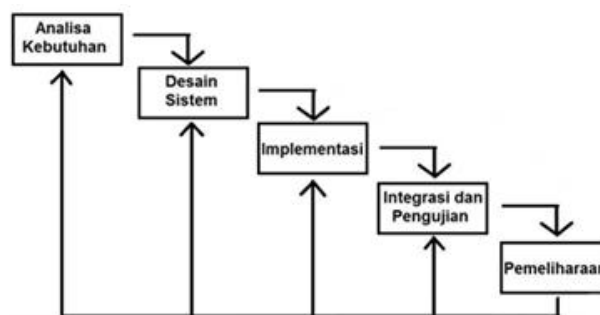 Analisa
Kebutuhan
Desain
Sistem
Implementasi
Integrasi dan
Pengujian
Pemeliharaan